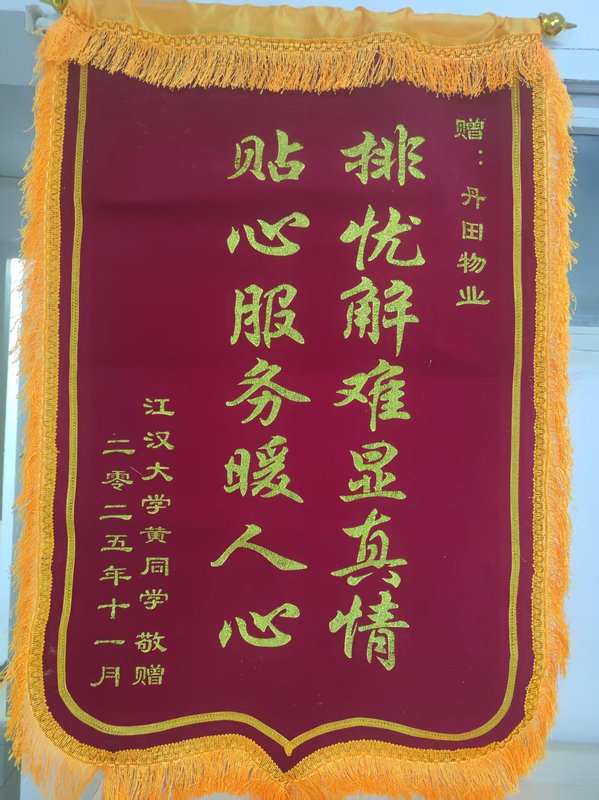 赠：丹田物业
排忧解难显真情
贴心服务暖人心
江汉大学黄同学 敬赠
二零二五年十一月